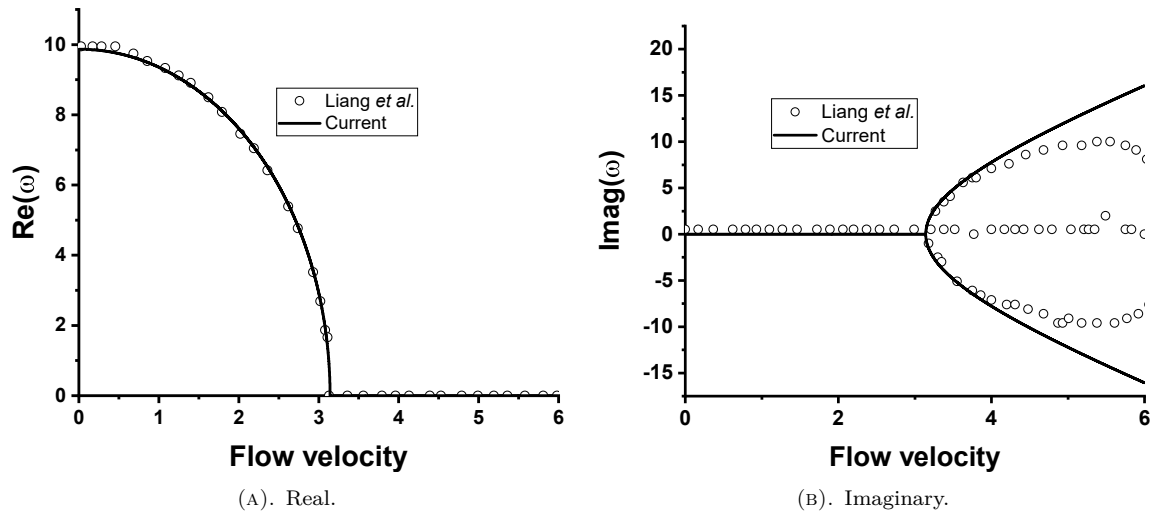 10
8
6
4
2
0
0
1
2
3
4
5
6
Re(ω)
Flow velocity
Liang et al.
Current
(A). Real.
20
15
10
5
0
-5
-10
-15
0
2
4
6
Imag(ω)
Flow velocity
Liang et al.
Current
(B). Imaginary.